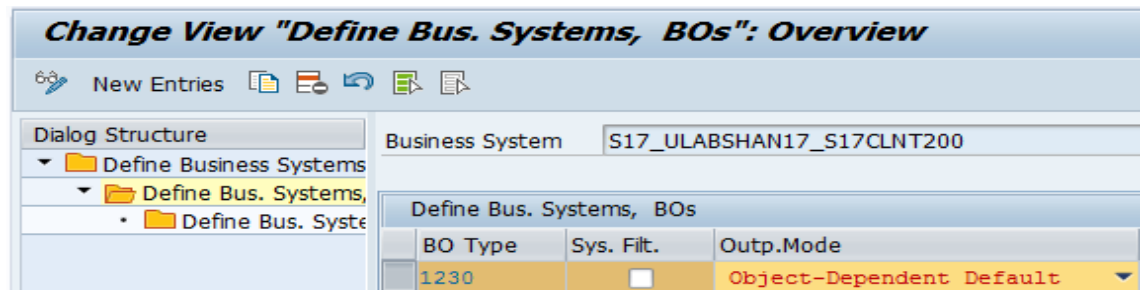 Change View "Define Bus. Systems, BOs": Overview
New Entries
Dialog Structure
Define Business Systems
Define Bus. Systems,
Define Bus. Syste
Business System S17_ULABSHAN17_S17CLNT200
Define Bus. Systems, BOs
BO Type Sys. Filt. Outp.Mode
1230 Object-Dependent Default